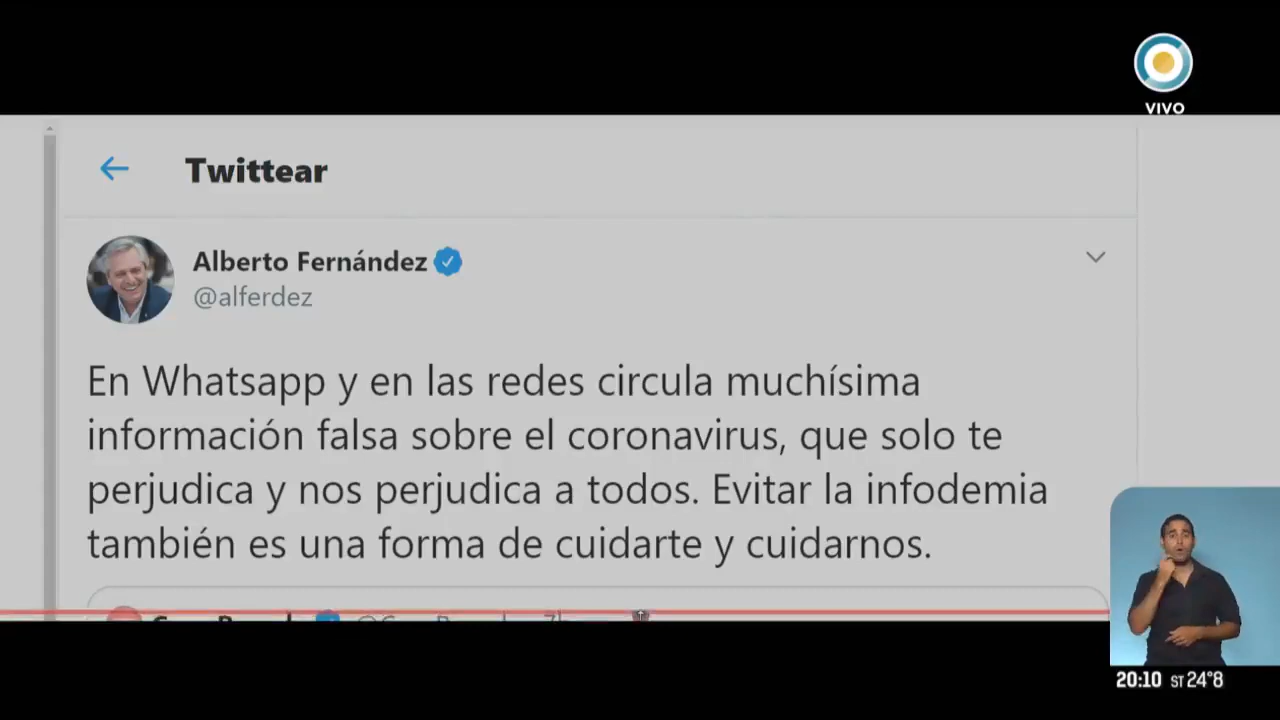 VIVO
Twittear
Alberto Fernández
@alferdez
En Whatsapp y en las redes circula muchísima
información falsa sobre el coronavirus, que solo te
perjudica y nos perjudica a todos. Evitar la infodemia
también es una forma de cuidarte y cuidarnos.
20:10 ST 24°8